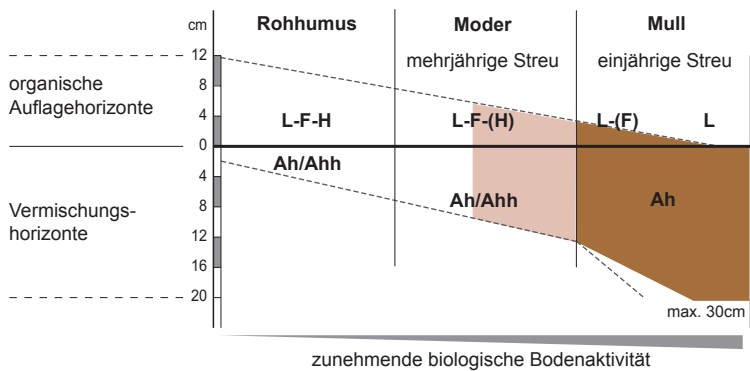 cm
Rohhumus
Moder
Mull
mehrjährige Streu
einjährige Streu
12
organische
Auflagehorizonte
8
4
L-F-H
L-F-(H)
L-(F)
L
0
Ah/Ahh
4
Vermischungs-
horizonte
8
Ah/Ahh
Ah
12
16
20
max. 30cm
zunehmende biologische Bodenaktivität